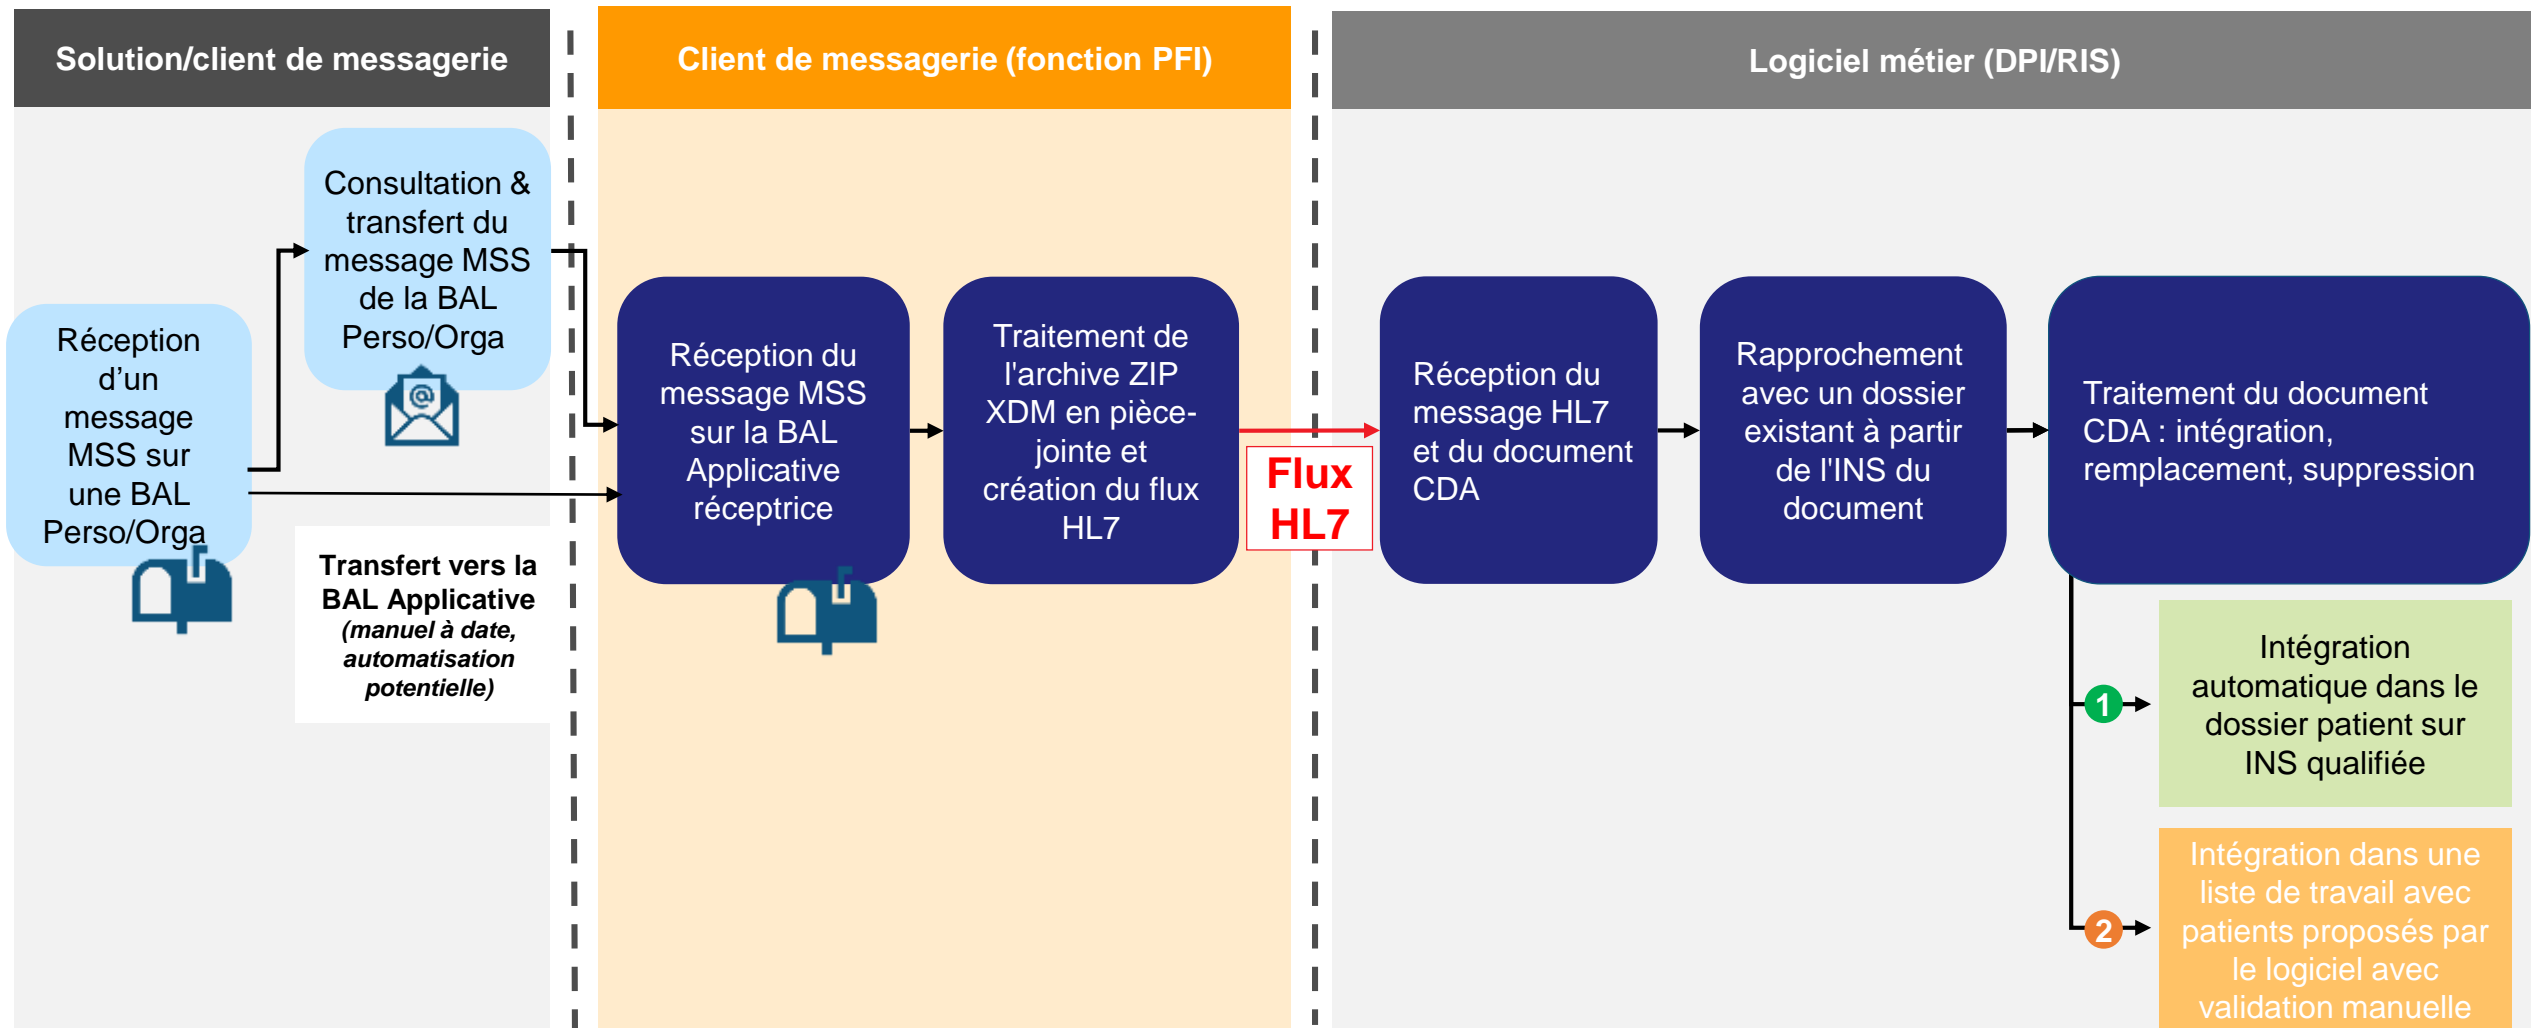 Solution/client de messagerie
Client de messagerie (fonction PFI)
Logiciel métier (DPI/RIS)
Réception
d’un
message
MSS sur
une BAL
Perso/Orga
Consultation &
transfert du
message MSS
de la BAL
Perso/Orga
@
Transfert vers la
BAL Applicative
(manuel à date,
automatisation
potentielle)
Réception du
message MSS
sur la BAL
Applicative
réceptrice
Traitement de
l'archive ZIP
XDM en pièce-
jointe et
création du flux
HL7
Flux
HL7
Réception du
message HL7
et du document
CDA
Rapprochement
avec un dossier
existant à partir
de l'INS du
document
Traitement du document
CDA : intégration,
remplacement, suppression
1
Intégration
automatique dans le
dossier patient sur
INS qualifiée
2
Intégration dans une
liste de travail avec
patients proposés par
le logiciel avec
validation manuelle